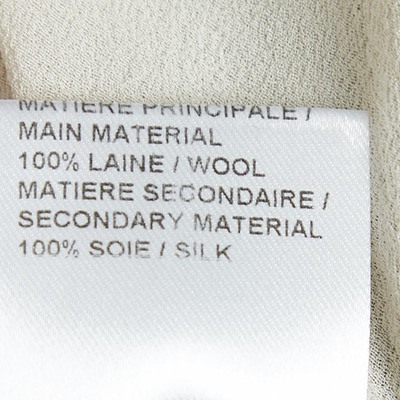 MATIERE PRINCIPALE /
MAIN MATERIAL
100% LAINE / WOOL
MATIERE SECONDAIRE /
SECONDARY MATERIAL
100% SOIE / SILK